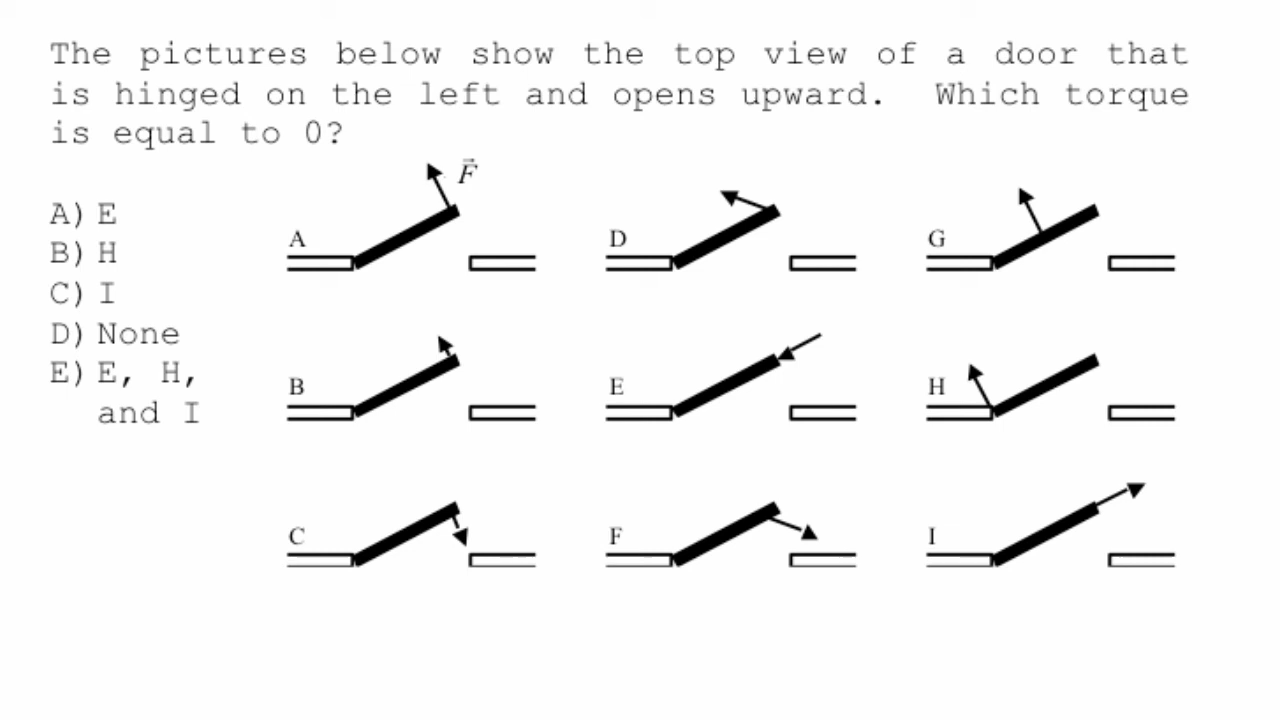 The pictures below show the top view of a door that
is hinged on the left and opens upward. Which torque
is equal to 0?
A) E
B) H
C) I
D) None
E) E, H,
and I
F
A
D
G
B
E
H
C
F
I